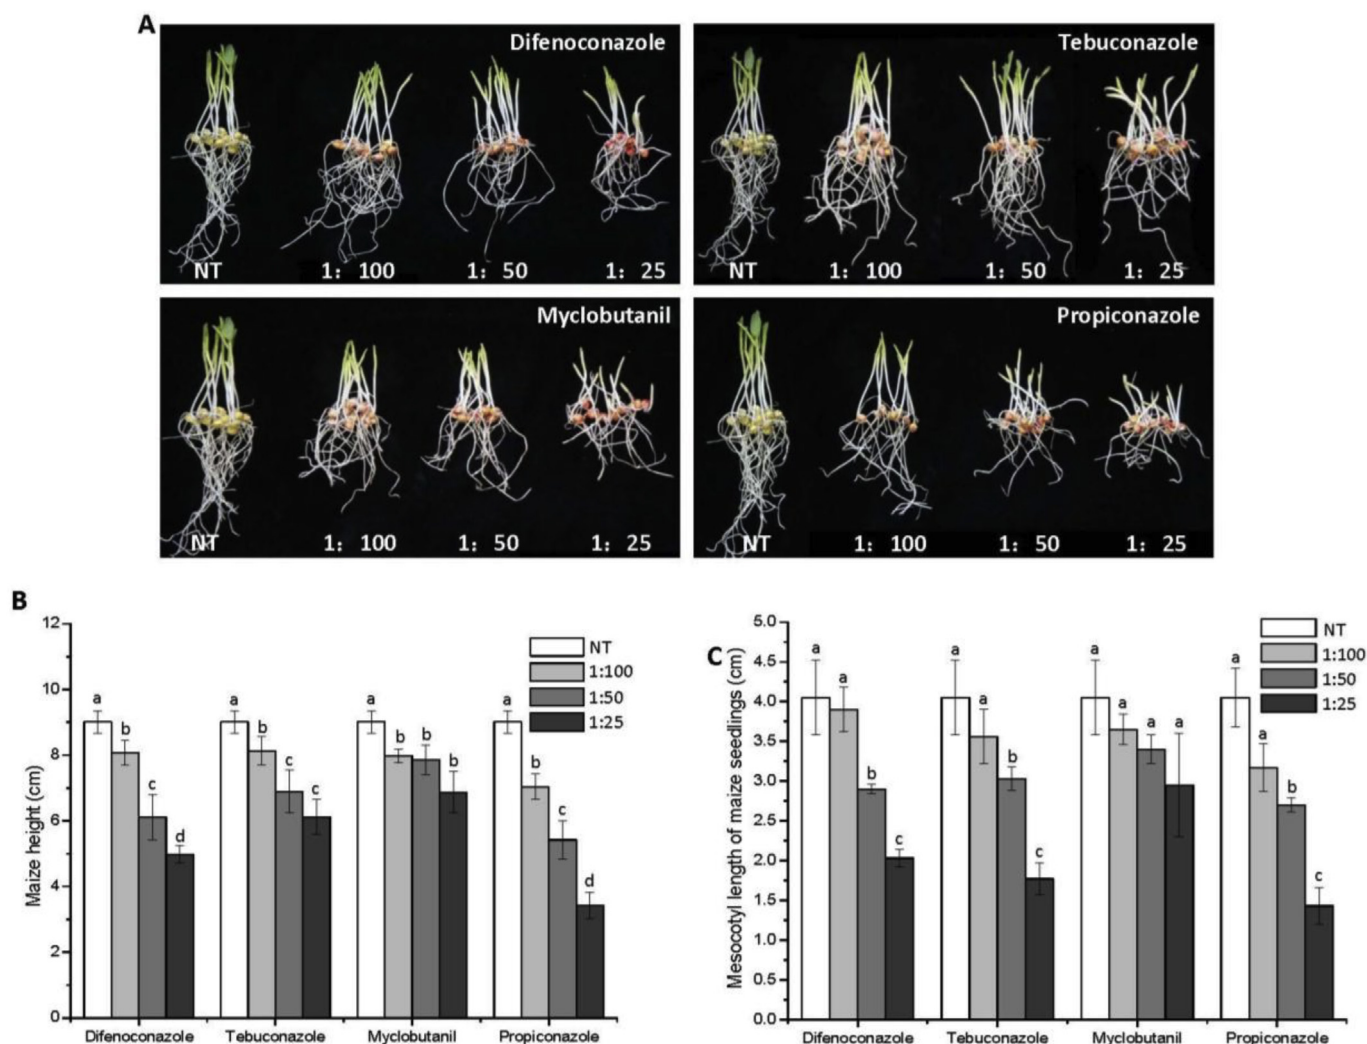 A
Difenoconazole
NT 1: 100 1: 50 1: 25
Tebuconazole
NT 1: 100 1: 50 1: 25
Myclobutanil
NT 1: 100 1: 50 1: 25
Propiconazole
NT 1: 100 1: 50 1: 25
B
Maize height (cm)
12
10
8
6
4
2
0
NT
1:100
1:50
1:25
a b c d
a b c c
a b b b
a b c d
Difenoconazole Tebuconazole Myclobutanil Propiconazole
C
Mesocotyl length of maize seedlings (cm)
5.0
4.5
4.0
3.5
3.0
2.5
2.0
1.5
1.0
0.5
0.0
NT
1:100
1:50
1:25
a a b c
a a b c
a a a a
a a b c
Difenoconazole Tebuconazole Myclobutanil Propiconazole